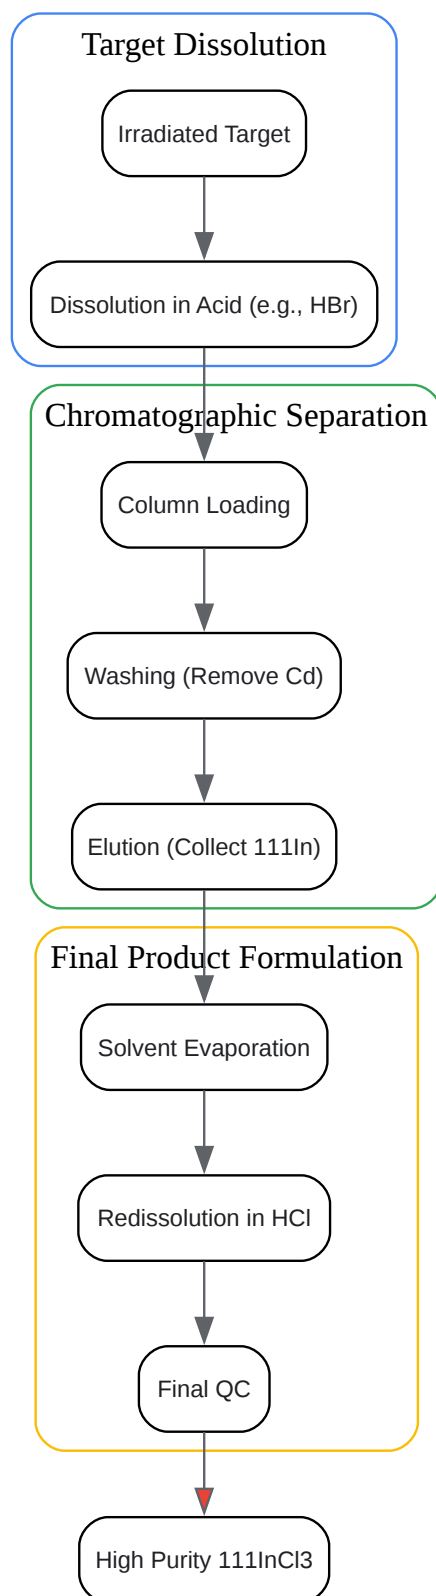 Target Dissolution
Irradiated Target
Dissolution in Acid (e.g., HBr)
Chromatographic Separation
Column Loading
Washing (Remove Cd)
Elution (Collect 111In)
Final Product Formulation
Solvent Evaporation
Redissolution in HCl
Final QC
High Purity 111InCl3